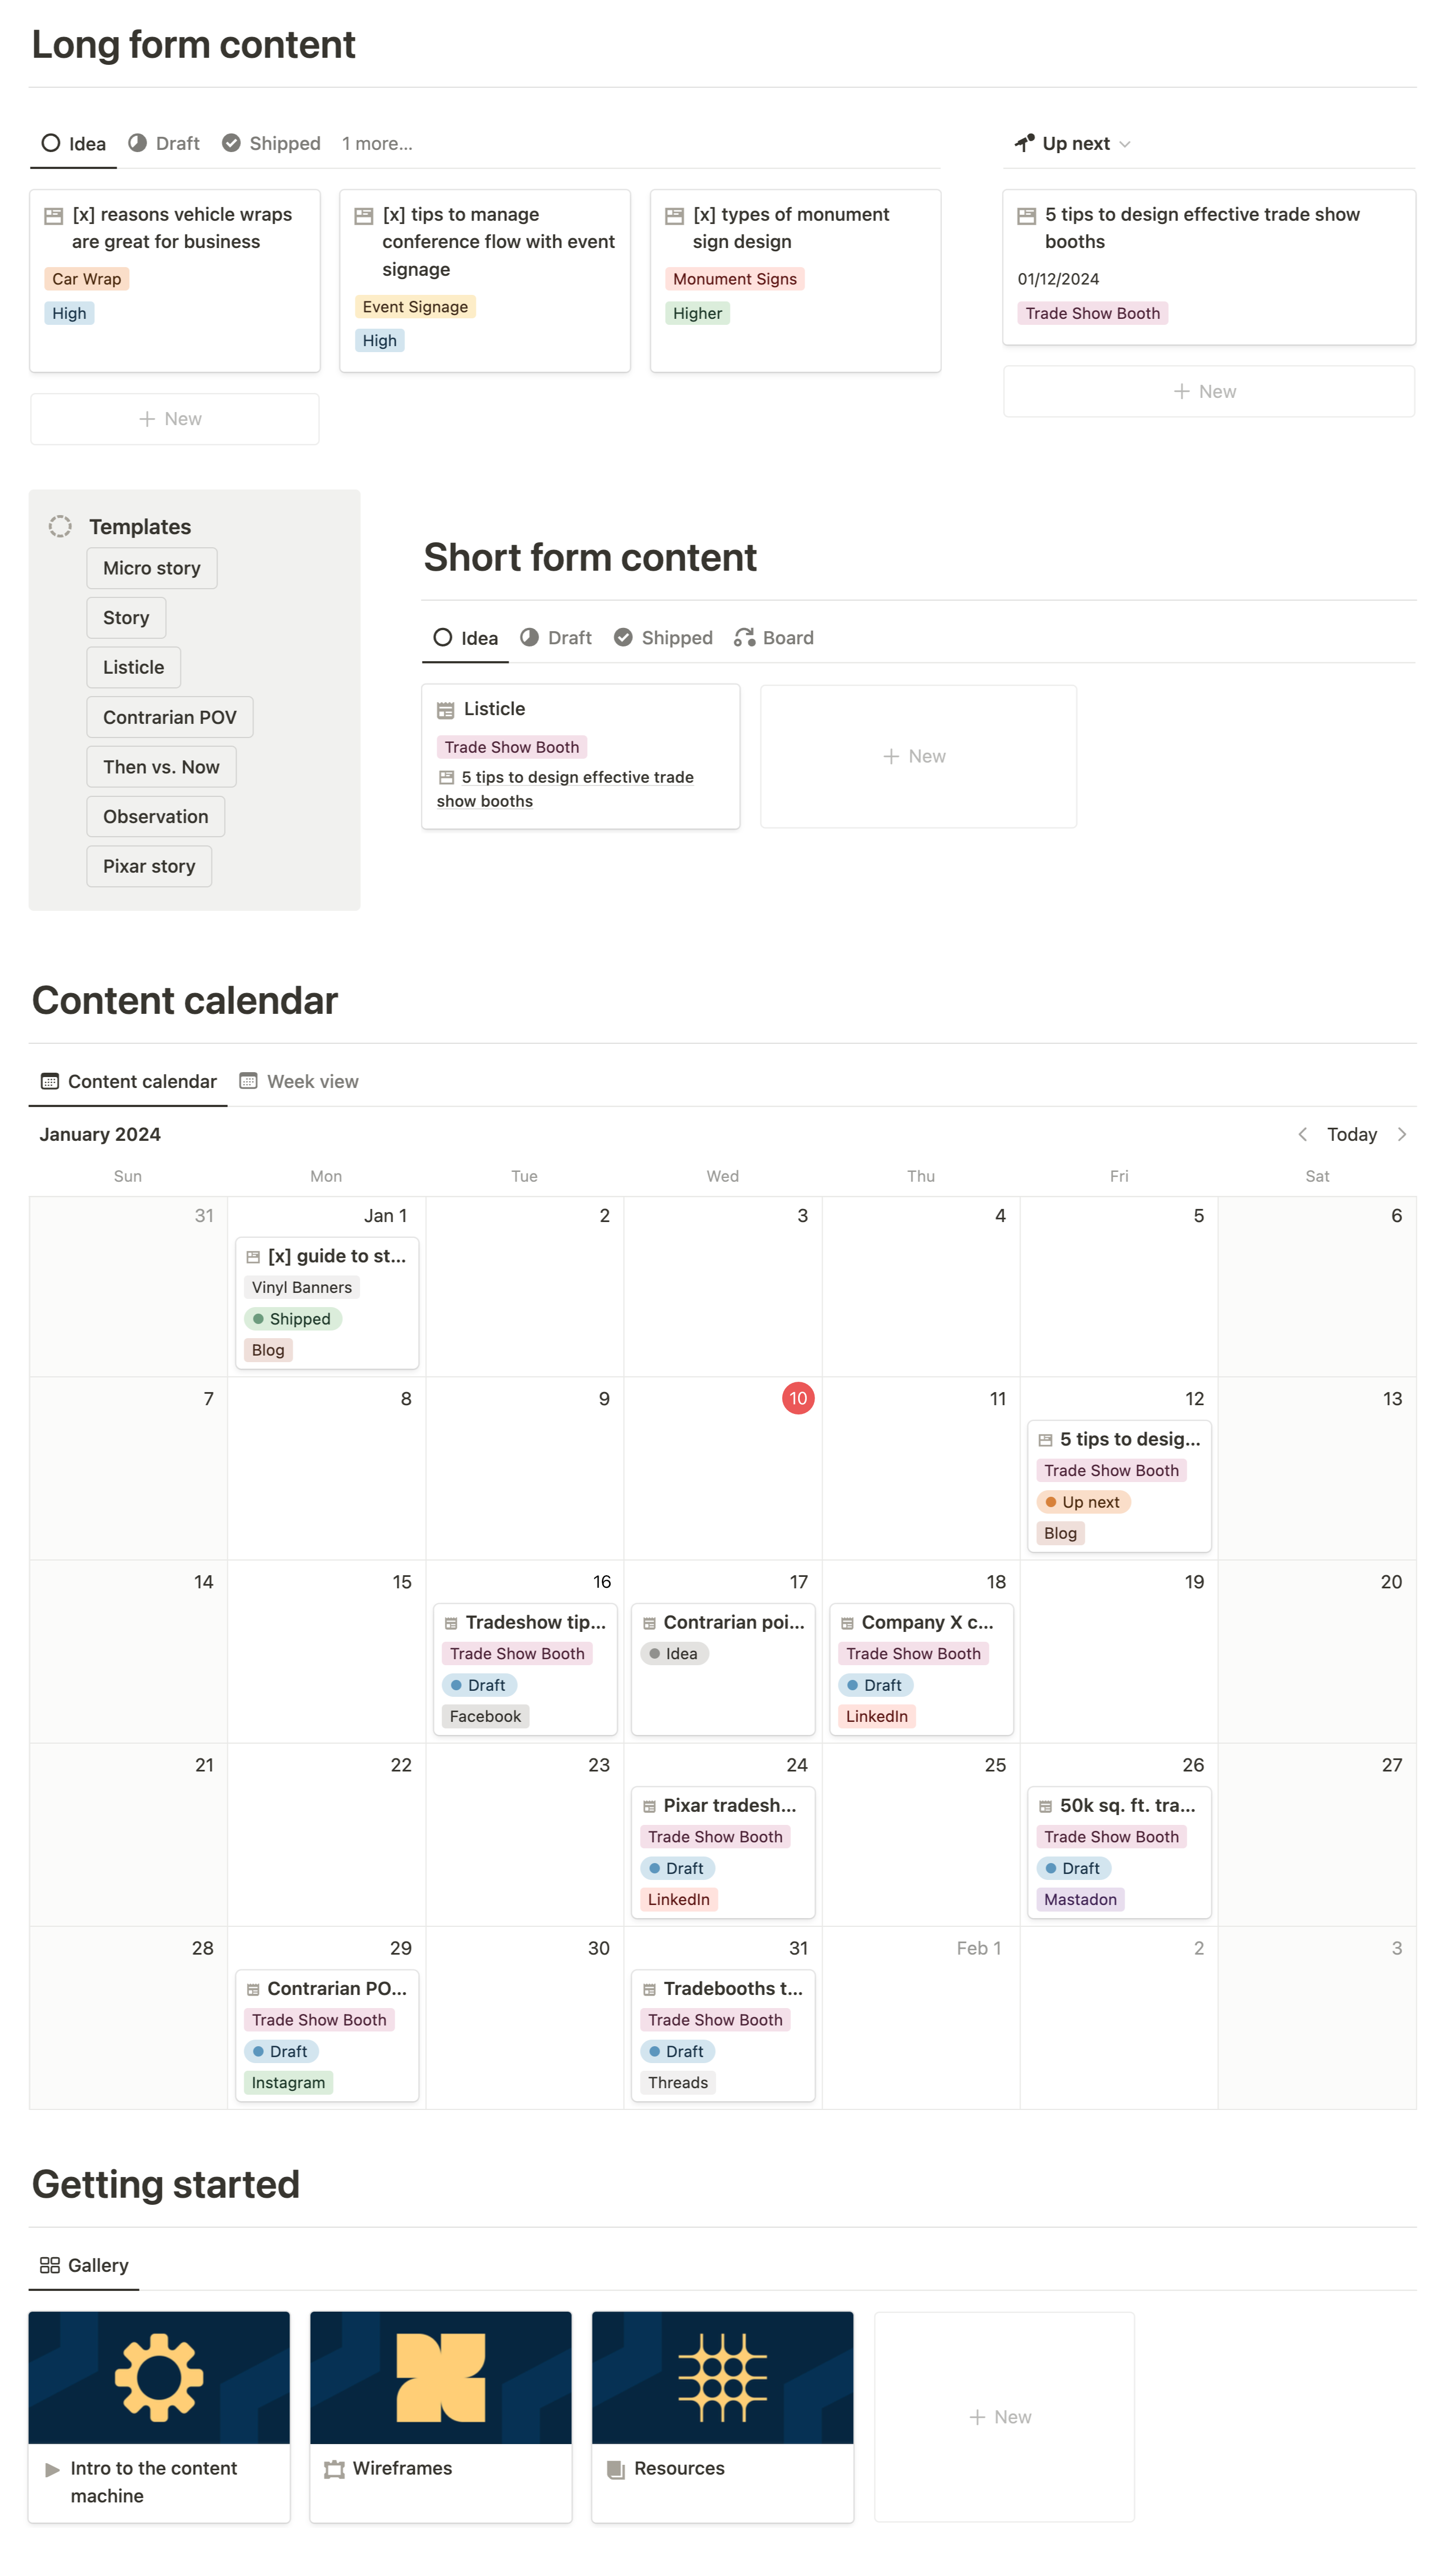 Long form content
Idea
Draft
Shipped
1 more...
Up next
[x] reasons vehicle wraps
are great for business
Car Wrap
High
[x] tips to manage
conference flow with event
signage
Event Signage
High
[x] types of monument
sign design
Monument Signs
Higher
5 tips to design effective trade show
booths
01/12/2024
Trade Show Booth
+ New
+ New
Templates
Micro story
Story
Listicle
Contrarian POV
Then vs. Now
Observation
Pixar story
Short form content
Idea
Draft
Shipped
Board
Listicle
Trade Show Booth
5 tips to design effective trade
show booths
+ New
Content calendar
Content calendar
Week view
January 2024
Today
Sun Mon Tue Wed Thu Fri Sat
31 Jan 1 2 3 4 5 6
[x] guide to st...
Vinyl Banners
Shipped
Blog
7 8 9 10 11 12 13
5 tips to desig...
Trade Show Booth
Up next
Blog
14 15 16 17 18 19 20
Tradeshow tip...
Trade Show Booth
Draft
Facebook
Contrarian poi...
Idea
Company X c...
Trade Show Booth
Draft
LinkedIn
21 22 23 24 25 26 27
Pixar tradesh...
Trade Show Booth
Draft
LinkedIn
50k sq. ft. tra...
Trade Show Booth
Draft
Mastadon
28 29 30 31 Feb 1 2 3
Contrarian PO...
Trade Show Booth
Draft
Instagram
Tradebooths t...
Trade Show Booth
Draft
Threads
Getting started
Gallery
Intro to the content
machine
Wireframes
Resources
+ New